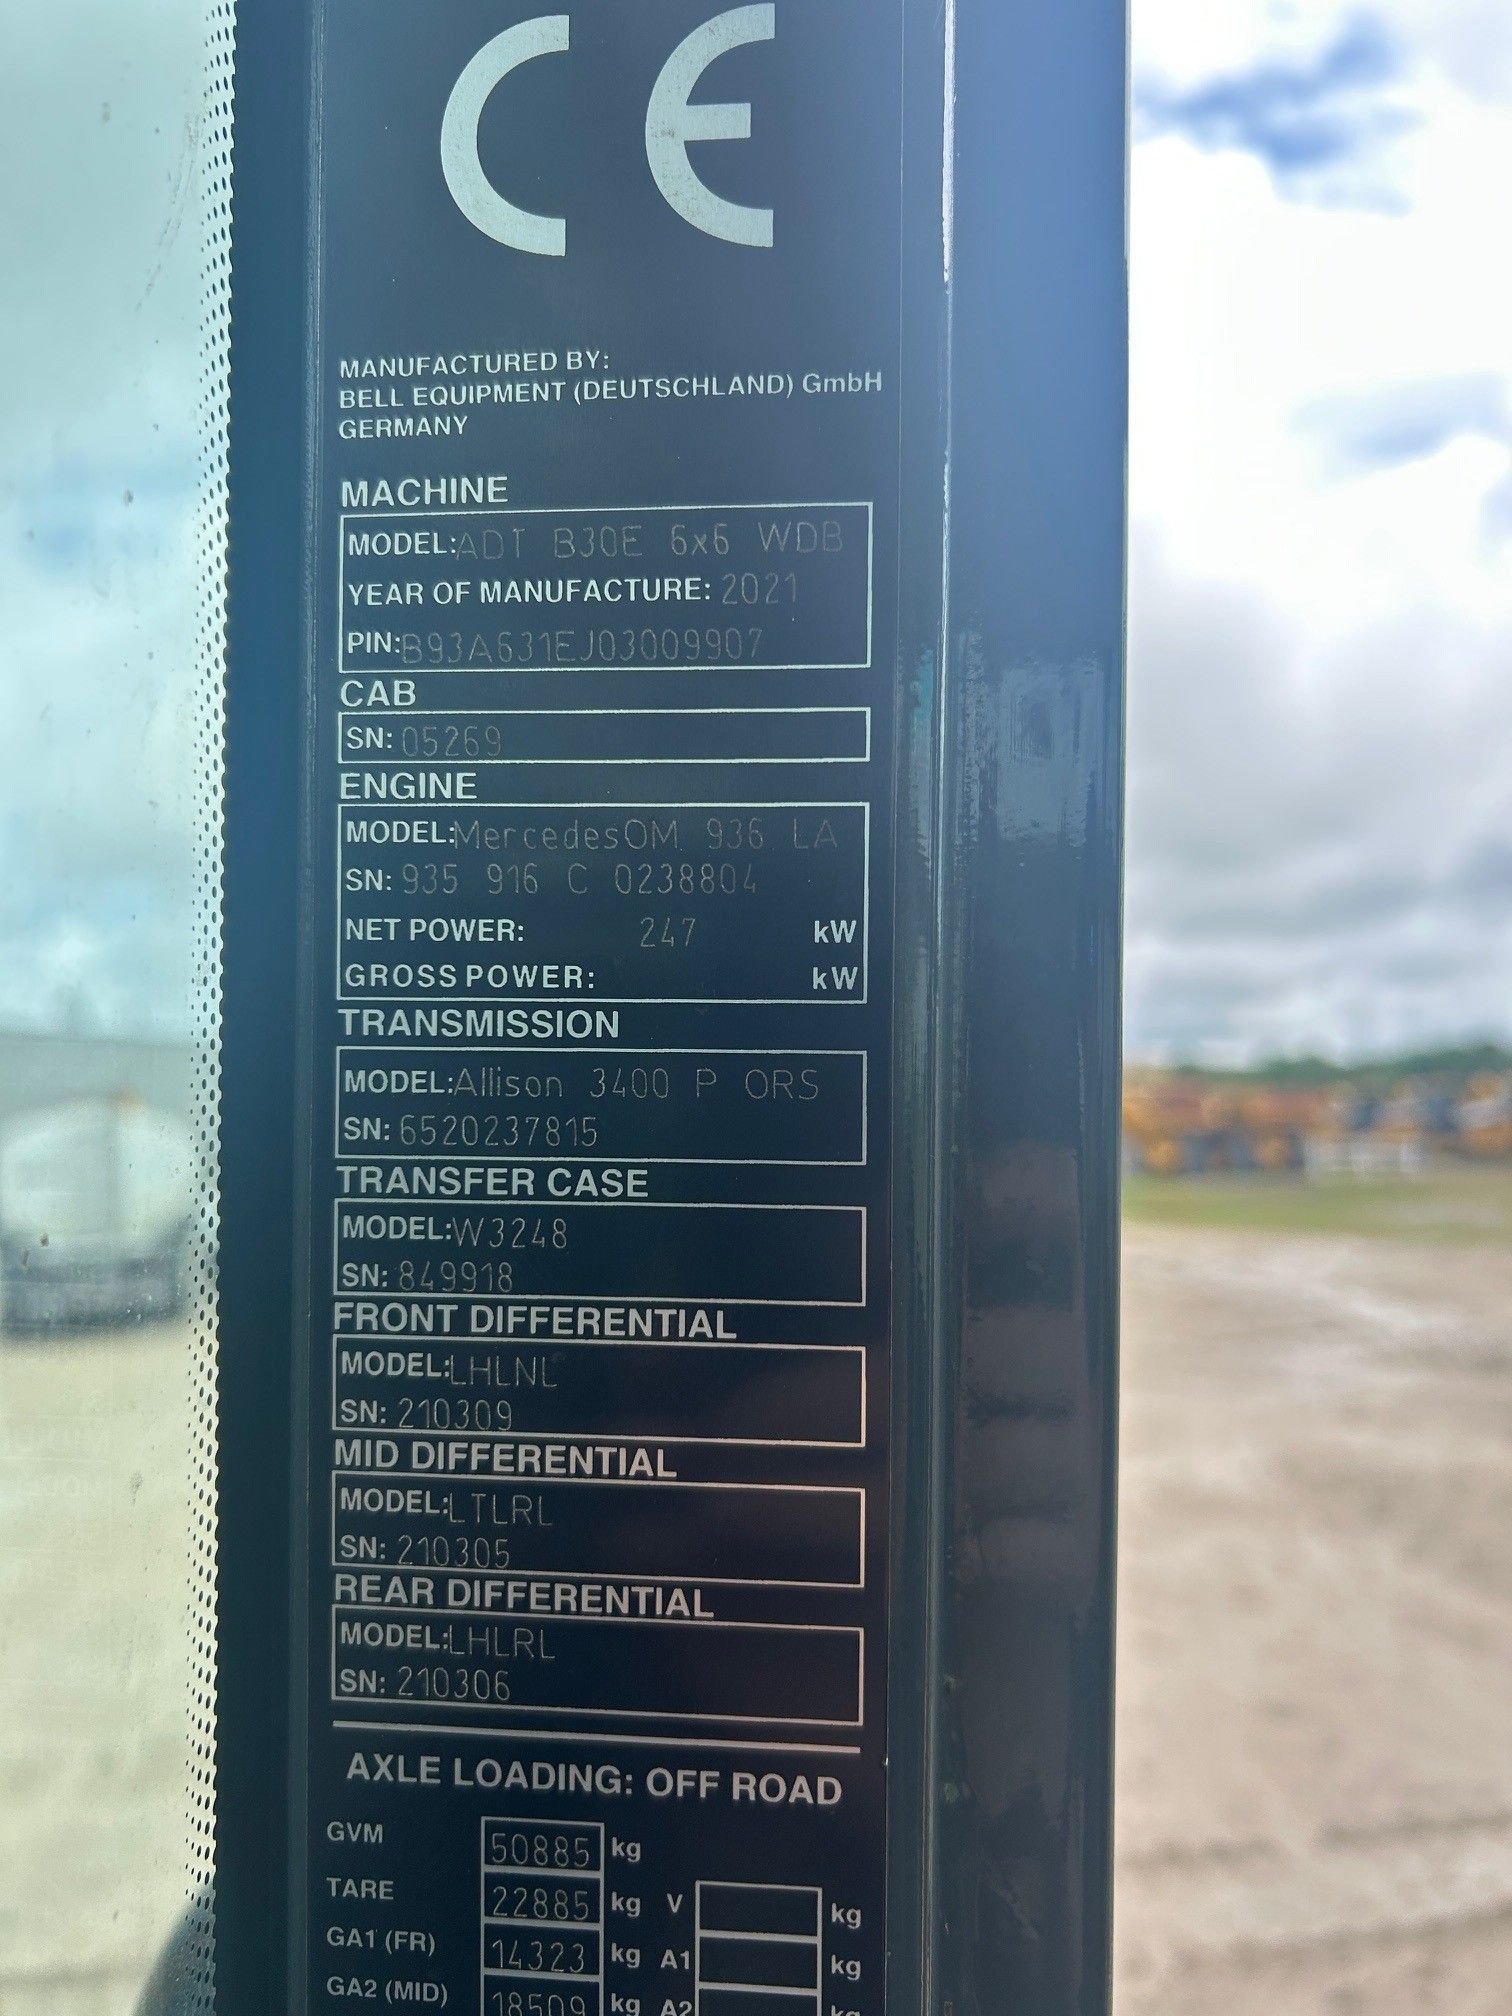 CE
MANUFACTURED BY:
BELL EQUIPMENT (DEUTSCHLAND) GmbH
GERMANY
MACHINE
MODEL:ADT B30E 6x6 WDB
YEAR OF MANUFACTURE: 2021
PIN:B93A631EJ03009907
CAB
SN: 05269
ENGINE
MODEL:MercedesOM 936 LA
SN: 935 916 C 0238804
NET POWER: 247 kW
GROSS POWER: kW
TRANSMISSION
MODEL:Allison 3400 P ORS
SN: 6520237815
TRANSFER CASE
MODEL:W3248
SN: 849918
FRONT DIFFERENTIAL
MODEL:LHLNL
SN: 210309
MID DIFFERENTIAL
MODEL:LTLRL
SN: 210305
REAR DIFFERENTIAL
MODEL:LHLRL
SN: 210306
AXLE LOADING: OFF ROAD
GVM 50885 kg
TARE 22885 kg V kg
GA1 (FR) 14323 kg A1 kg
GA2 (MID) 18509 kg A2 kg